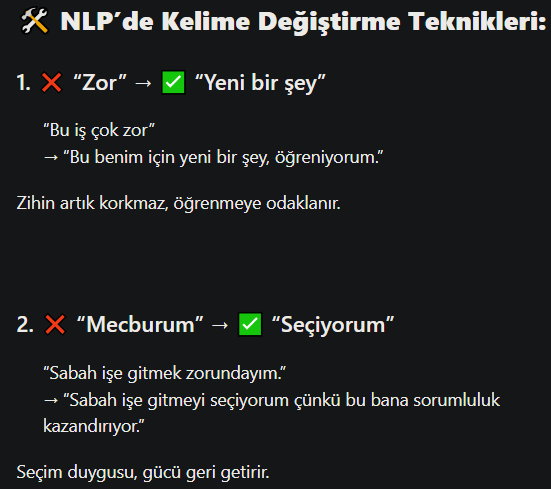 🛠️ NLP’de Kelime Değiştirme Teknikleri:
1. ❌ “Zor” → ✅ “Yeni bir şey”
“Bu iş çok zor”
→ “Bu benim için yeni bir şey, öğreniyorum.”
Zihin artık korkmaz, öğrenmeye odaklanır.
2. ❌ “Mecburum” → ✅ “Seçiyorum”
“Sabah işe gitmek zorundayım.”
→ “Sabah işe gitmeyi seçiyorum çünkü bu bana sorumluluk
kazandırıyor.”
Seçim duygusu, gücü geri getirir.